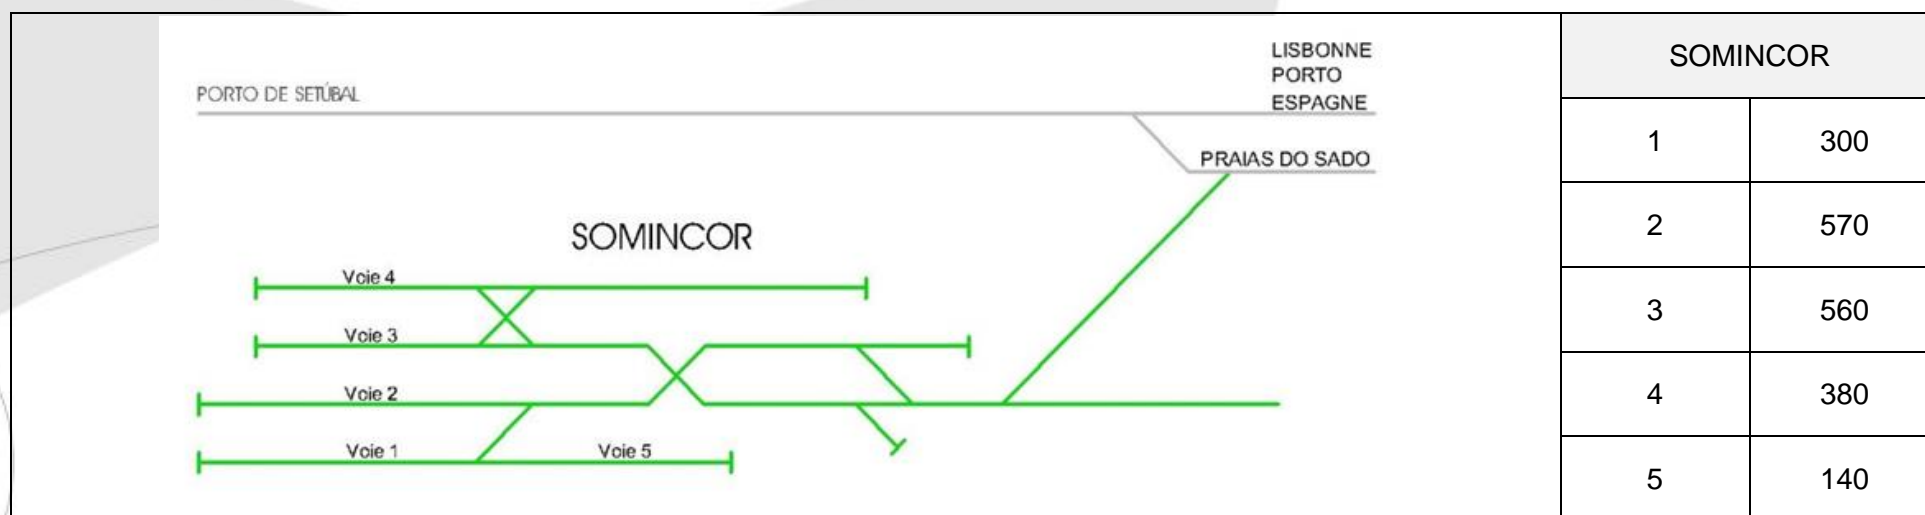 LISBONNE
PORTO
ESPAGNE
PORTO DE SETÚBAL
PRAIAS DO SADO
SOMINCOR
Voie 4
Voie 3
Voie 2
Voie 1
Voie 5
SOMINCOR
1 300
2 570
3 560
4 380
5 140